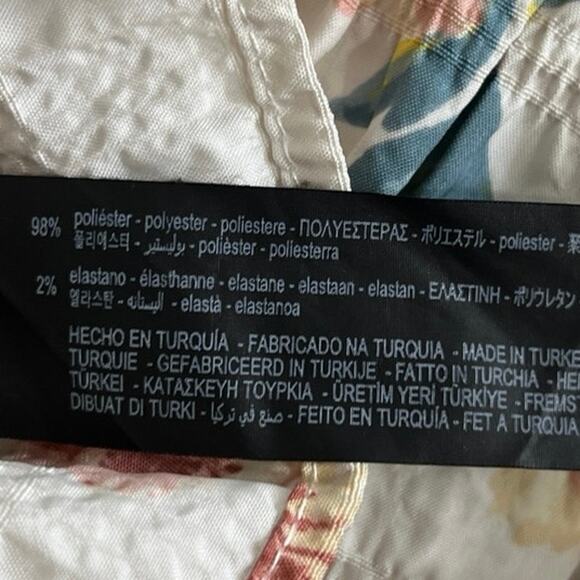 98% poliéster - polyester - poliestere - ΠΟΛΥΕΣΤΕΡΑΣ - ポリエステル - poliester -
폴리에스터 - بوليستير - polièster - poliesterra
2% elastano - élasthanne - elastane - elastaan - elastan - ΕΛΑΣΤΙΝΗ - ポリウレタン
엘라스탄 - اليستانه - elastà - elastanoa
HECHO EN TURQUÍA - FABRICADO NA TURQUIA - MADE IN TURKE
TURQUIE - GEFABRICEERD IN TURKIJE - FATTO IN TURCHIA - HE
TÜRKEI - ΚΑΤΑΣΚΕΥΗ ΤΟΥΡΚΙΑ - ÜRETİM YERİ TÜRKİYE - FREMST
DIBUAT DI TURKI - صنع في تركيا - FEITO EN TURQUÍA - FET A TURQUIA